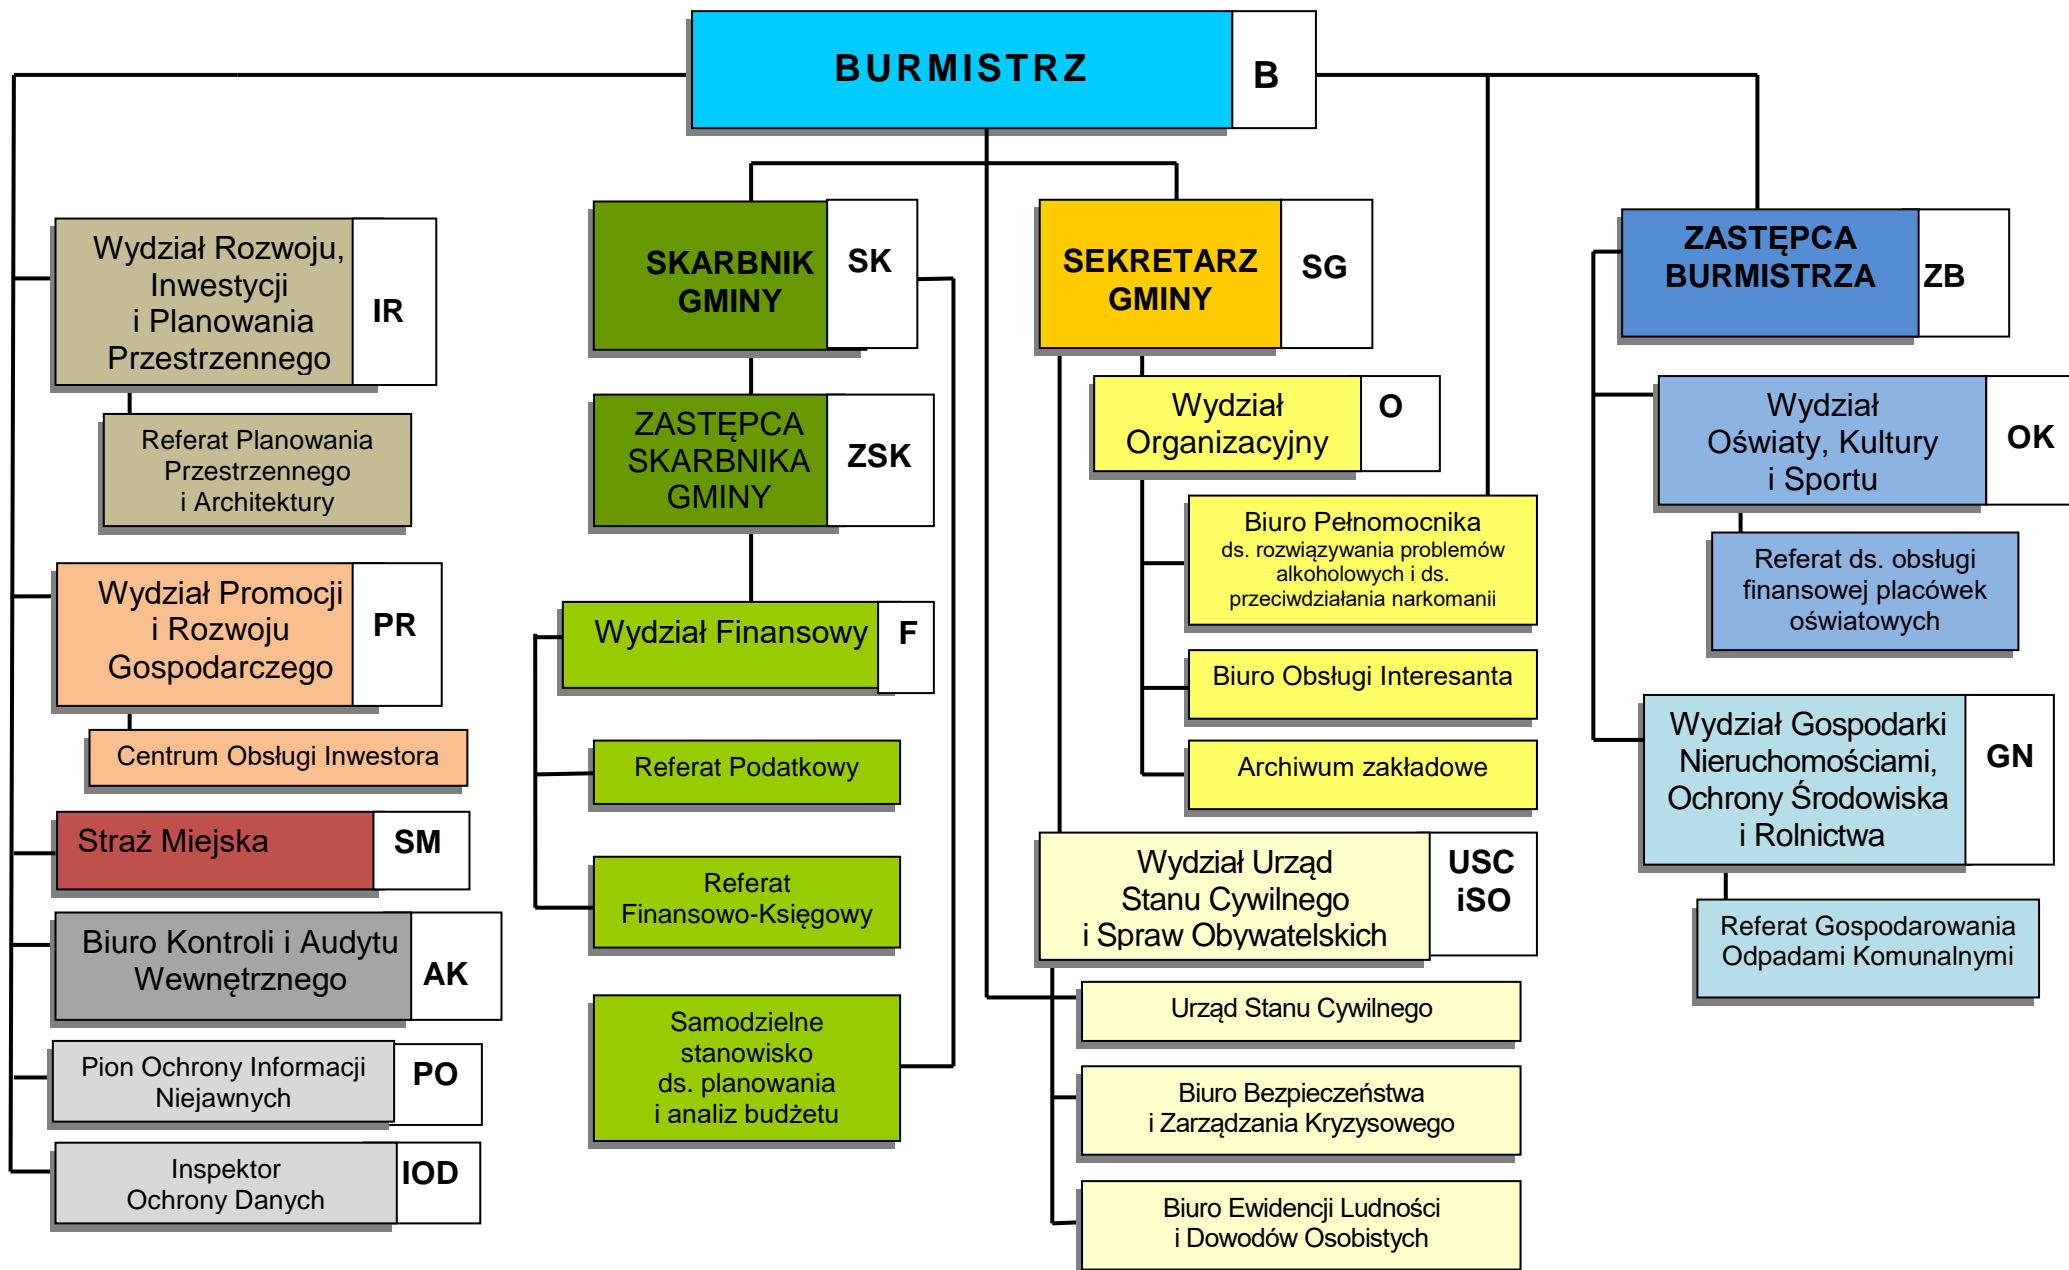 BURMISTRZ
B
Wydział Rozwoju,
Inwestycji
i Planowania
Przestrzennego
IR
Referat Planowania
Przestrzennego
i Architektury
Wydział Promocji
i Rozwoju
Gospodarczego
PR
Centrum Obsługi Inwestora
Straż Miejska
SM
Biuro Kontroli i Audytu
Wewnętrznego
AK
Pion Ochrony Informacji
Niejawnych
PO
Inspektor
Ochrony Danych
IOD
SKARBNIK
GMINY
SK
ZASTĘPCA
SKARBNIKA
GMINY
ZSK
Wydział Finansowy
F
Referat Podatkowy
Referat
Finansowo-Księgowy
Samodzielne
stanowisko
ds. planowania
i analiz budżetu
SEKRETARZ
GMINY
SG
Wydział
Organizacyjny
O
Biuro Pełnomocnika
ds. rozwiązywania problemów
alkoholowych i ds.
przeciwdziałania narkomanii
Biuro Obsługi Interesanta
Archiwum zakładowe
Wydział Urząd
Stanu Cywilnego
i Spraw Obywatelskich
USC
iSO
Urząd Stanu Cywilnego
Biuro Bezpieczeństwa
i Zarządzania Kryzysowego
Biuro Ewidencji Ludności
i Dowodów Osobistych
ZASTĘPCA
BURMISTRZA
ZB
Wydział
Oświaty, Kultury
i Sportu
OK
Referat ds. obsługi
finansowej placówek
oświatowych
Wydział Gospodarki
Nieruchomościami,
Ochrony Środowiska
i Rolnictwa
GN
Referat Gospodarowania
Odpadami Komunalnymi